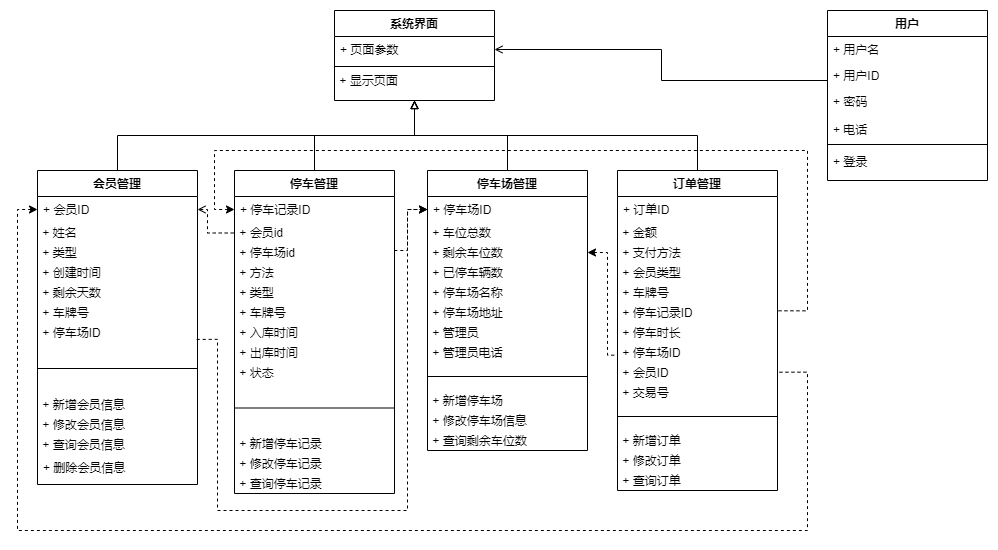 系统界面
+ 页面参数
+ 显示页面
用户
+ 用户名
+ 用户ID
+ 密码
+ 电话
+ 登录
会员管理
+ 会员ID
+ 姓名
+ 类型
+ 创建时间
+ 剩余天数
+ 车牌号
+ 停车场ID
+ 新增会员信息
+ 修改会员信息
+ 查询会员信息
+ 删除会员信息
停车管理
+ 停车记录ID
+ 会员id
+ 停车场id
+ 方法
+ 类型
+ 车牌号
+ 入库时间
+ 出库时间
+ 状态
+ 新增停车记录
+ 修改停车记录
+ 查询停车记录
停车场管理
+ 停车场ID
+ 车位总数
+ 剩余车位数
+ 已停车辆数
+ 停车场名称
+ 停车场地址
+ 管理员
+ 管理员电话
+ 新增停车场
+ 修改停车场信息
+ 查询剩余车位数
订单管理
+ 订单ID
+ 金额
+ 支付方法
+ 会员类型
+ 车牌号
+ 停车记录ID
+ 停车时长
+ 停车场ID
+ 会员ID
+ 交易号
+ 新增订单
+ 修改订单
+ 查询订单